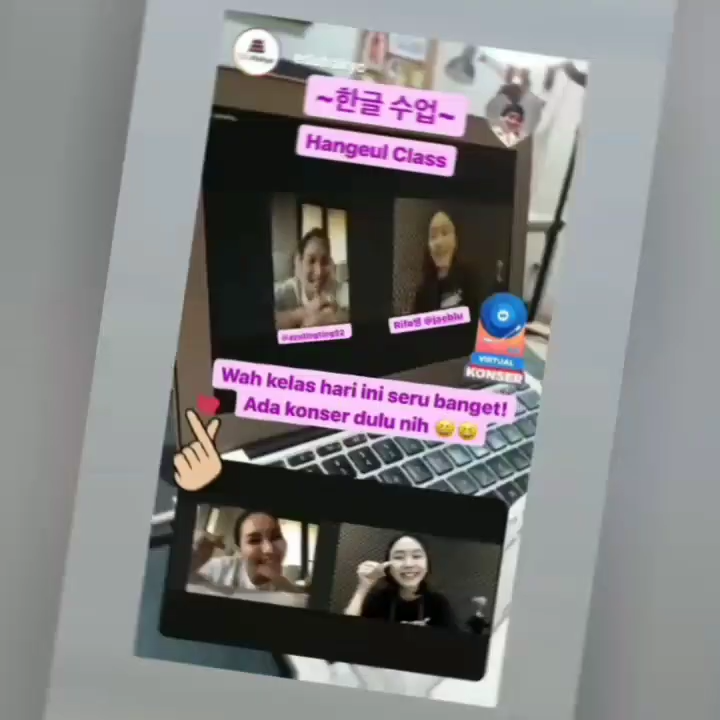 ~한글 수업~
Hangeul Class
Rifa쌤 @jaeblu
VIRTUAL
KONSER
Wah kelas hari ini seru banget!
Ada konser dulu nih 😆😆